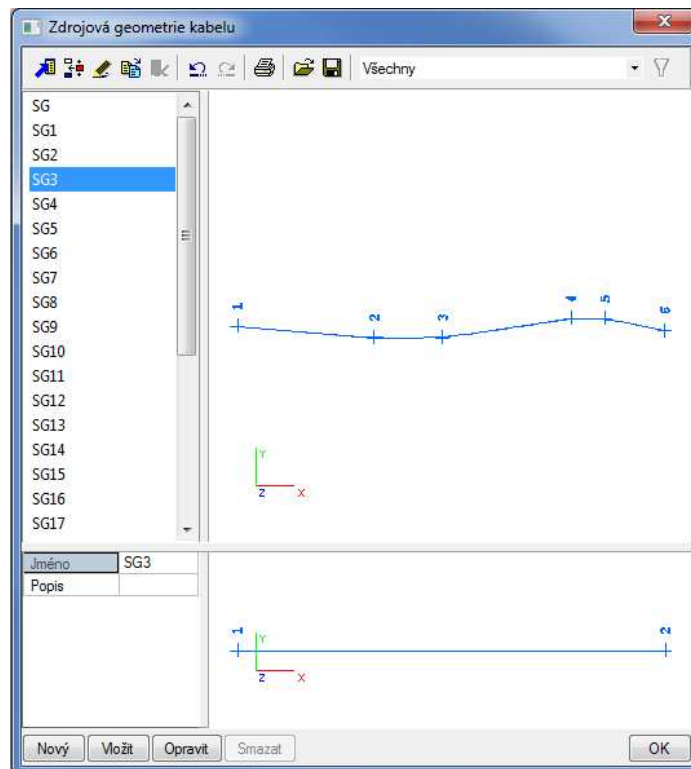 Zdrojová geometrie kabelu
Všechny
SG
SG1
SG2
SG3
SG4
SG5
SG6
SG7
SG8
SG9
SG10
SG11
SG12
SG13
SG14
SG15
SG16
SG17
1
2
3
4
5
6
Y
Z
X
Jméno SG3
Popis
1
2
Y
Z
X
Nový Vložit Opravit Smazat OK